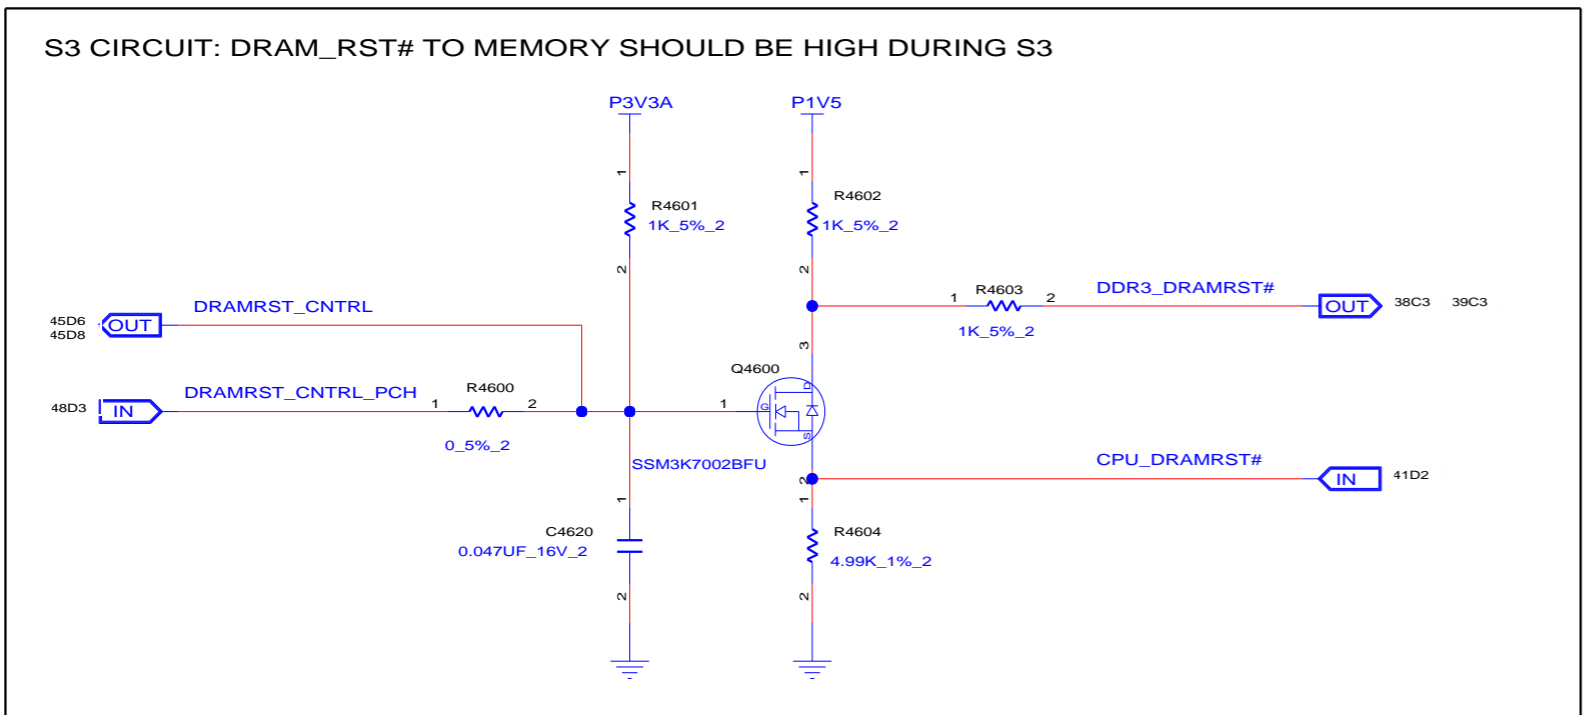 S3 CIRCUIT: DRAM_RST# TO MEMORY SHOULD BE HIGH DURING S3
P3V3A
P1V5
1
1
R4601
1K_5%_2
R4602
1K_5%_2
2
2
DRAMRST_CNTRL
45D6
45D8
OUT
1
R4603
2
1K_5%_2
DDR3_DRAMRST#
OUT
38C3 39C3
3
Q4600
D
G
S
48D3
IN
DRAMRST_CNTRL_PCH
1
R4600
2
0_5%_2
1
SSM3K7002BFU
CPU_DRAMRST#
IN
41D2
2
1
1
C4620
0.047UF_16V_2
R4604
4.99K_1%_2
2
2